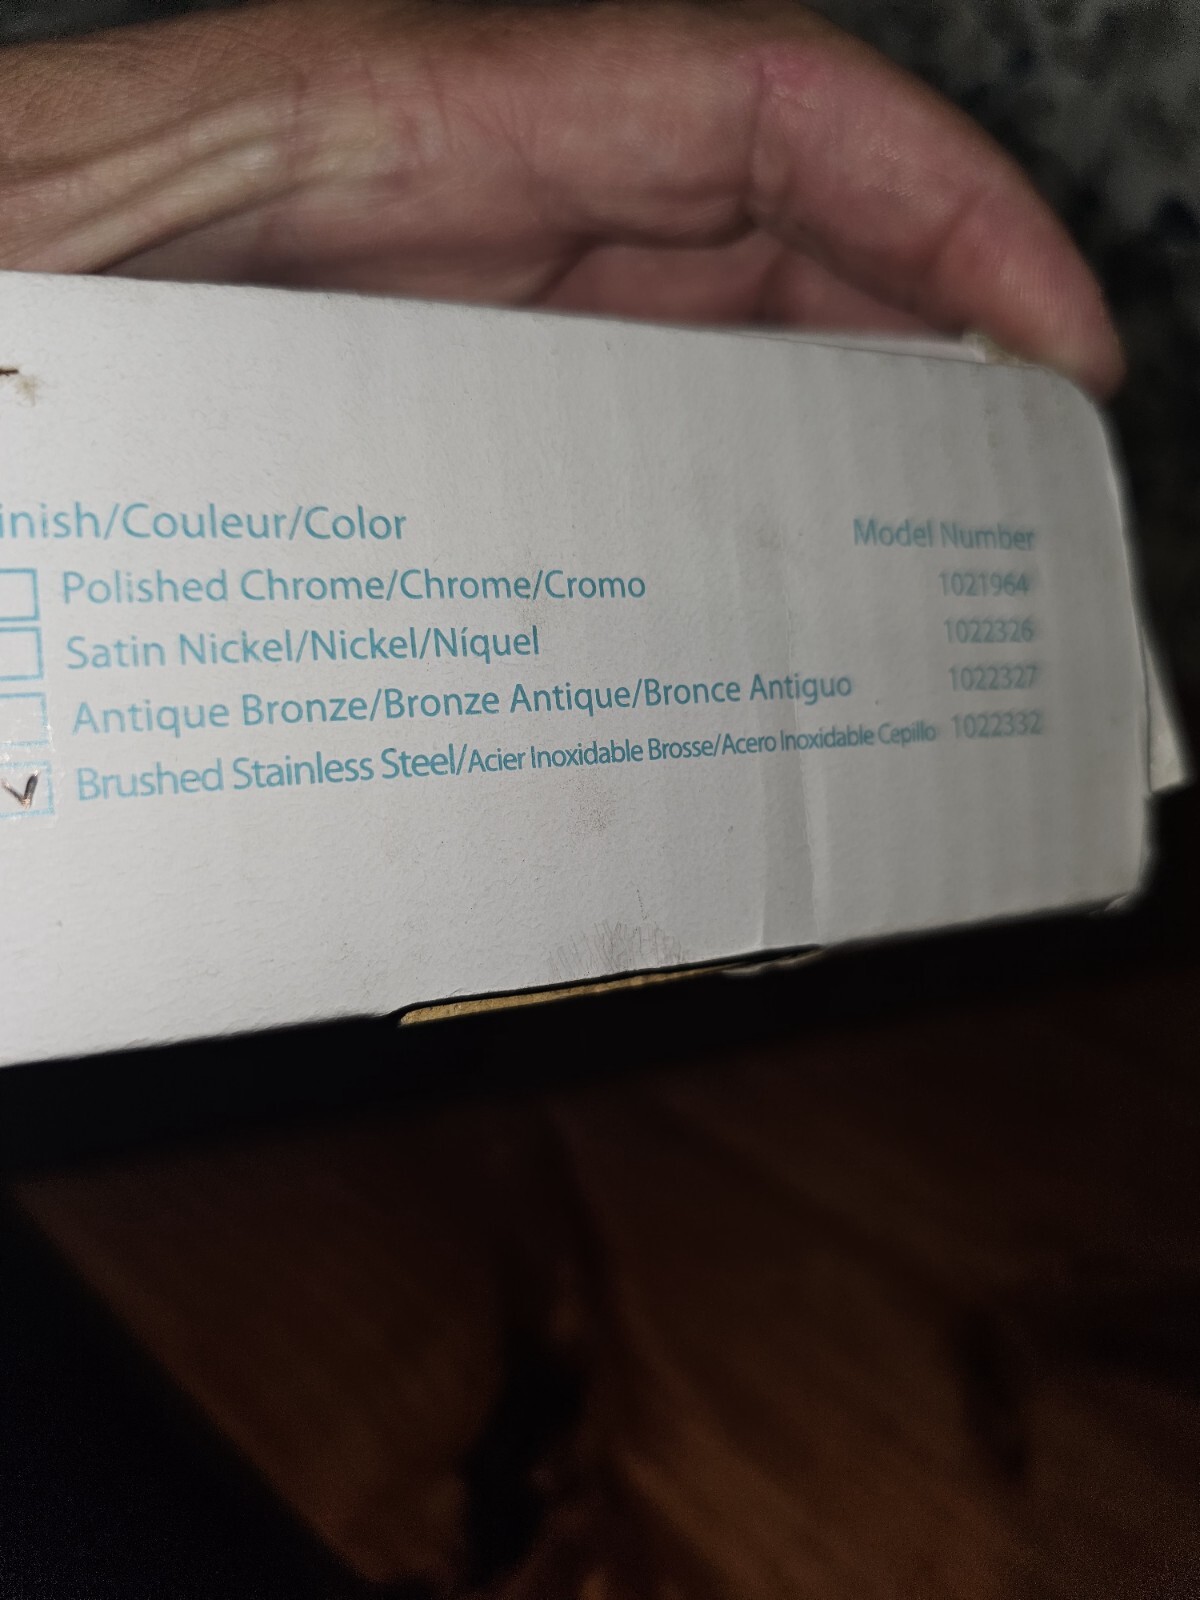 inish/Couleur/Color Model Number
Polished Chrome/Chrome/Cromo 1021964
Satin Nickel/Nickel/Níquel 1022326
Antique Bronze/Bronze Antique/Bronce Antiguo 1022327
Brushed Stainless Steel/Acier Inoxidable Brosse/Acero Inoxidable Cepillo 1022332